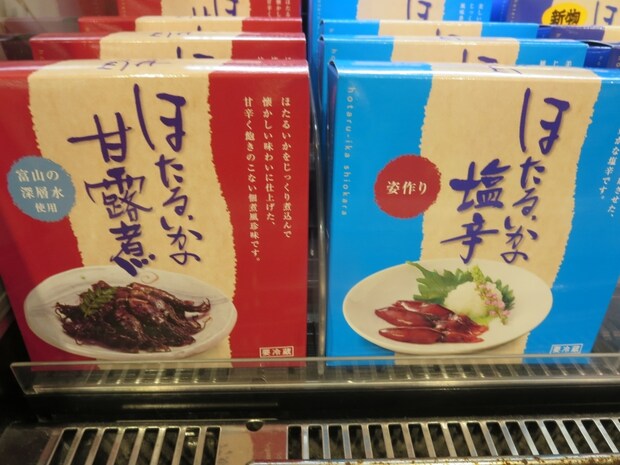 ほたるいかの
甘露煮
富山の
深層水
使用
ほたるいかをじっくり煮込んで
懐かしい味わいに仕上げた、
甘辛く飽きのこない佃煮風珍味です。
要冷蔵
hotaru-ika shiokara
ほたるいかの
塩辛
姿作り
要冷蔵
新物